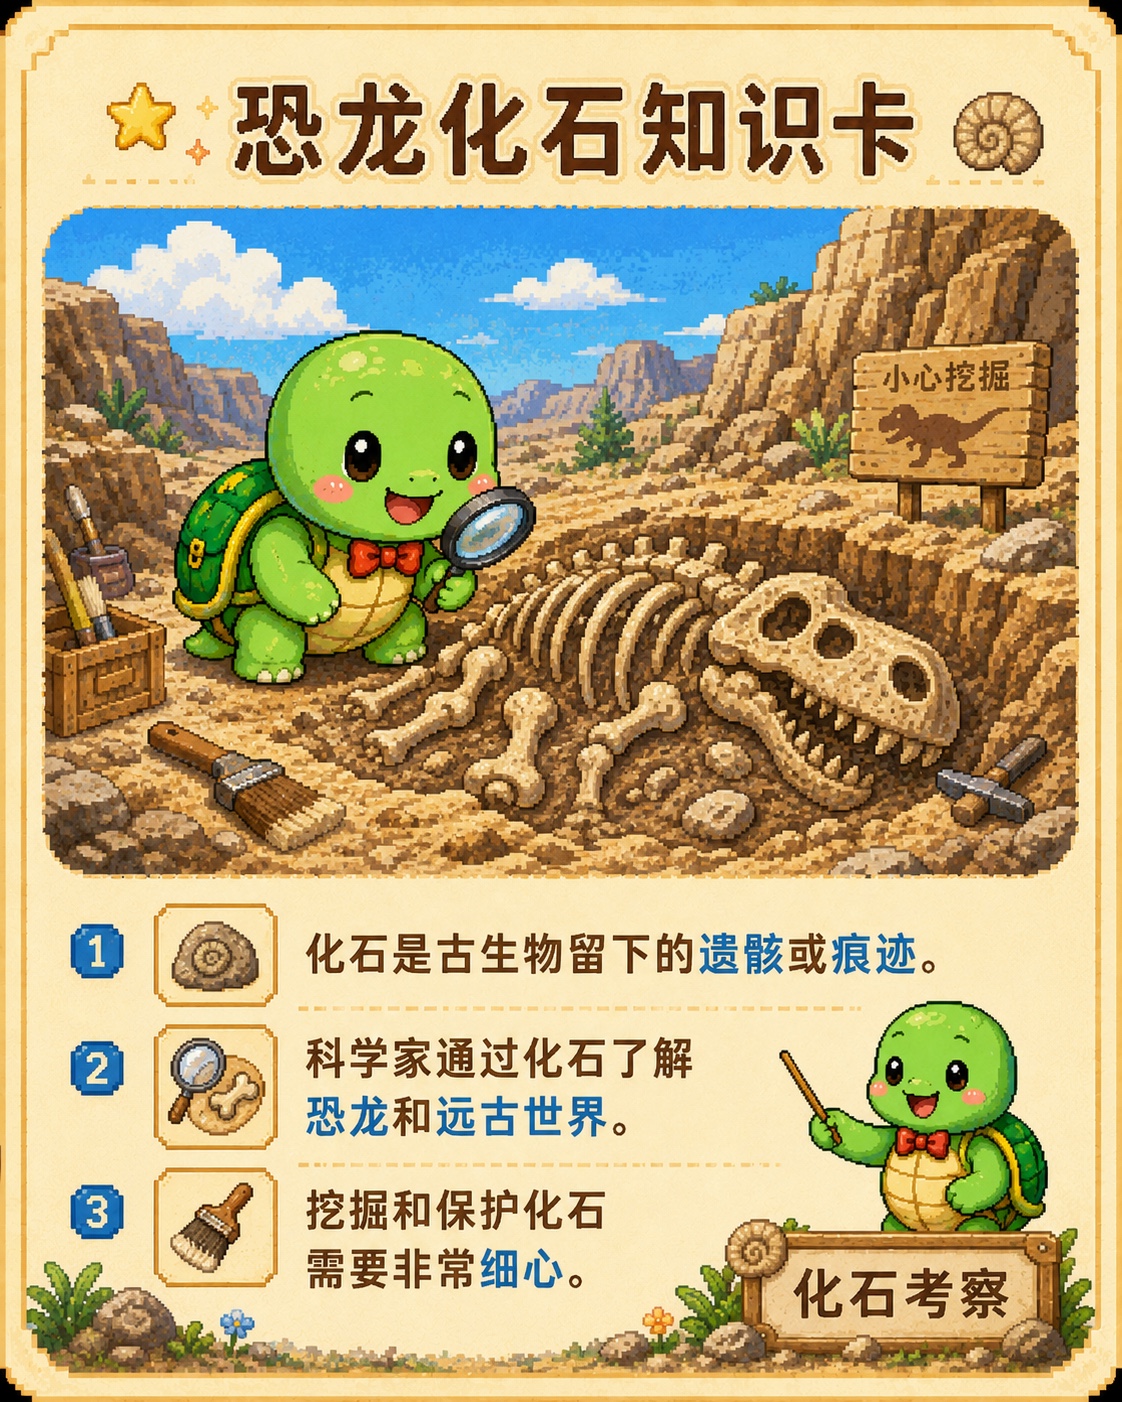 恐龙化石知识卡
小心挖掘
1
化石是古生物留下的遗骸或痕迹。
2
科学家通过化石了解
恐龙和远古世界。
3
挖掘和保护化石
需要非常细心。
化石考察